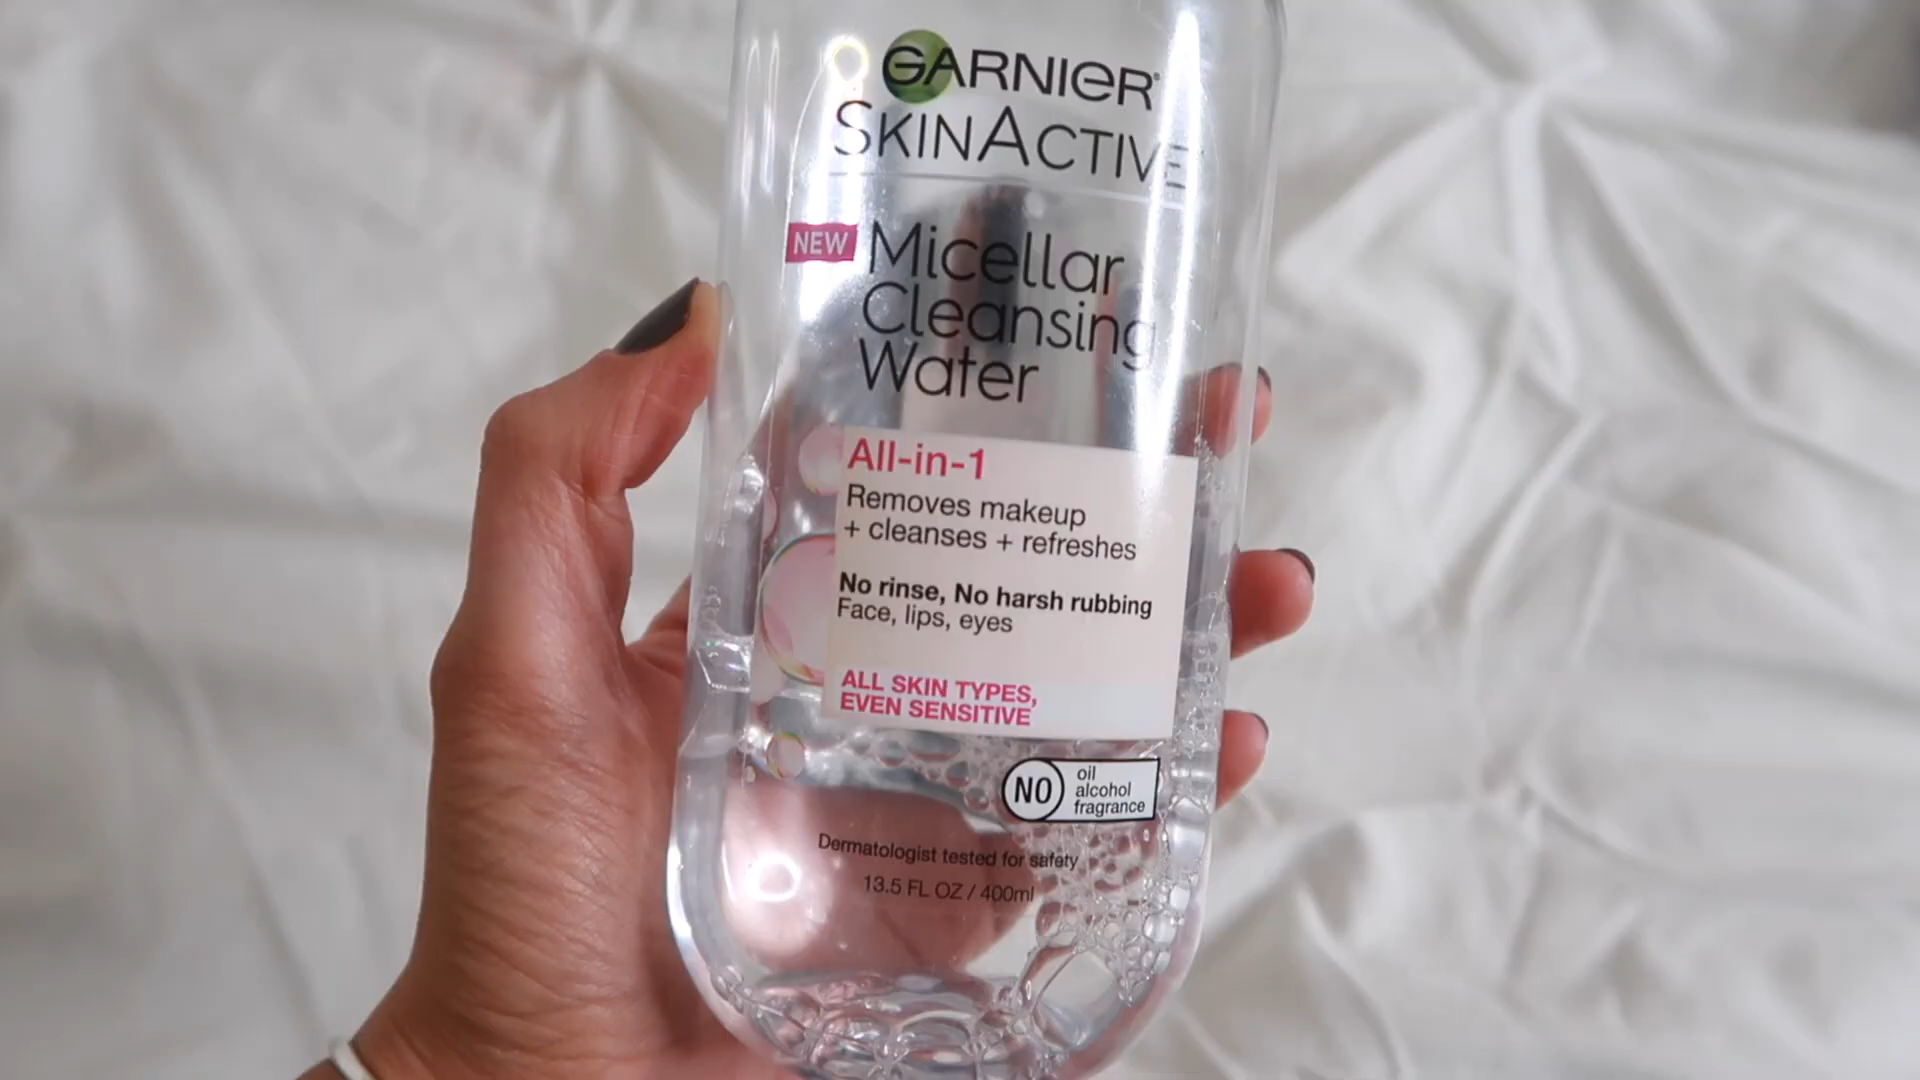 GARNIER®
SKINACTIVE
NEW
Micellar
Cleansing
Water
All-in-1
Removes makeup
+ cleanses + refreshes
No rinse, No harsh rubbing
Face, lips, eyes
ALL SKIN TYPES,
EVEN SENSITIVE
NO
oil
alcohol
fragrance
Dermatologist tested for safety
13.5 FL OZ / 400ml